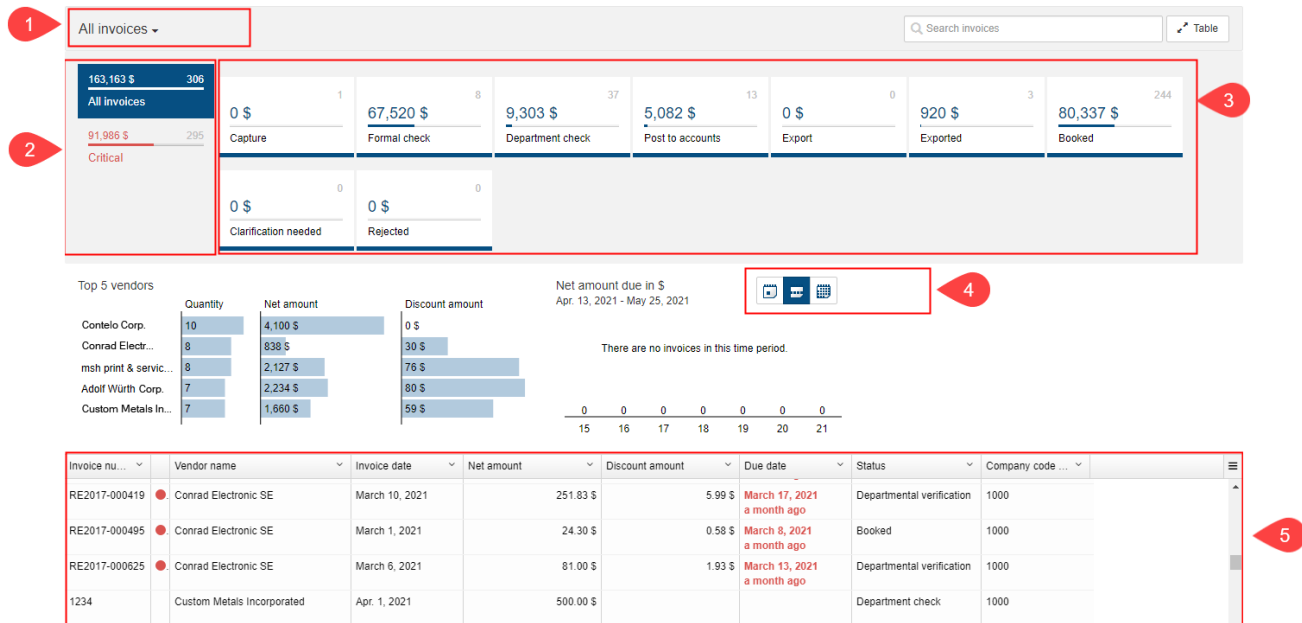 1
All invoices
Search invoices
Table
2
163,163 $ 306
All invoices
91,986 $ 295
Critical
3
1
0 $
Capture
8
67,520 $
Formal check
37
9,303 $
Department check
13
5,082 $
Post to accounts
0
0 $
Export
3
920 $
Exported
244
80,337 $
Booked
0
0 $
Clarification needed
0
0 $
Rejected
Top 5 vendors
Quantity Net amount Discount amount
Contelo Corp. 10 4,100 $ 0 $
Conrad Electr... 8 838 $ 30 $
msh print & servic... 8 2,127 $ 76 $
Adolf Würth Corp. 7 2,234 $ 80 $
Custom Metals In... 7 1,660 $ 59 $
Net amount due in $
Apr. 13, 2021 - May 25, 2021
4
There are no invoices in this time period.
0 0 0 0 0 0 0
15 16 17 18 19 20 21
Invoice nu... Vendor name Invoice date Net amount Discount amount Due date Status Company code ...
RE2017-000419 Conrad Electronic SE March 10, 2021 251.83 $ 5.99 $ March 17, 2021 Departmental verification 1000
a month ago
RE2017-000495 Conrad Electronic SE March 1, 2021 24.30 $ 0.58 $ March 8, 2021 Booked 1000
a month ago
5
RE2017-000625 Conrad Electronic SE March 6, 2021 81.00 $ 1.93 $ March 13, 2021 Departmental verification 1000
a month ago
1234 Custom Metals Incorporated Apr. 1, 2021 500.00 $ Department check 1000